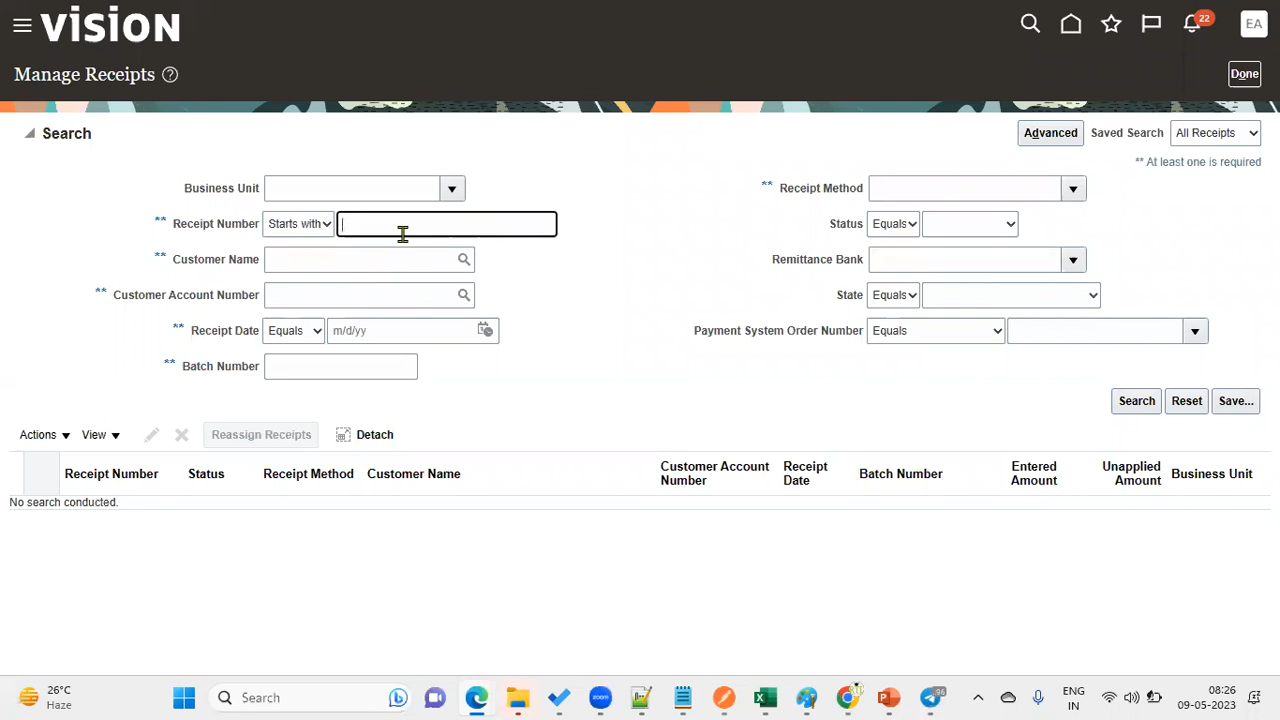 vision
22
EA
Manage Receipts ?
Done
Search
Advanced Saved Search All Receipts
** At least one is required
Business Unit
** Receipt Method
** Receipt Number Starts with
Status Equals
** Customer Name
Remittance Bank
** Customer Account Number
State Equals
** Receipt Date Equals m/d/yy
Payment System Order Number Equals
** Batch Number
Search Reset Save...
Actions View Reassign Receipts Detach
Receipt Number Status Receipt Method Customer Name Customer Account Number Receipt Date Batch Number Entered Amount Unapplied Amount Business Unit
No search conducted.
26°C
Haze
Search
96
ENG
IN
08:26
09-05-2023